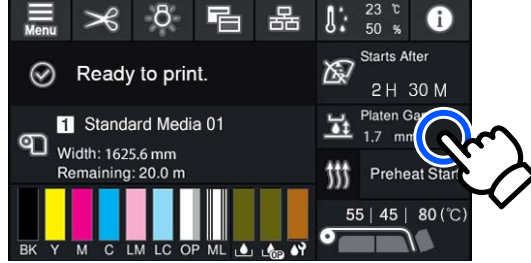 Menu
23 ℃
50 %
Ready to print.
Starts After
2 H 30 M
1 Standard Media 01
Width: 1625.6 mm
Remaining: 20.0 m
Platen
1.7 mm
Preheat Start
55 | 45 | 80 (℃)
BK Y M C LM LC OP ML
OP